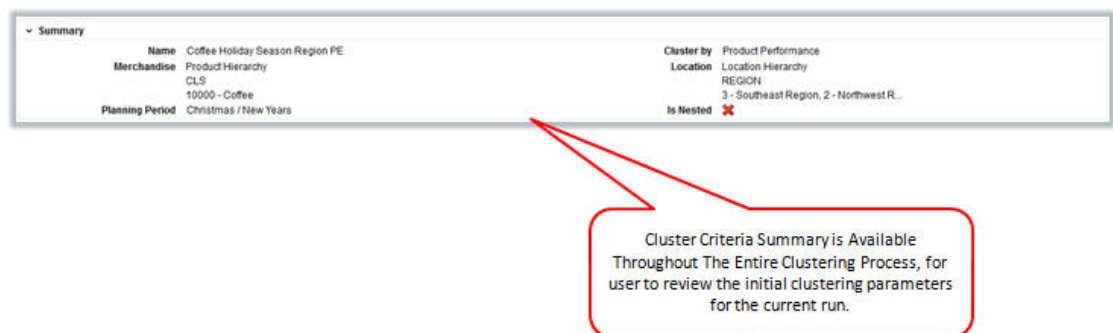 Summary
Name Coffee Holiday Season Region PE Cluster by Product Performance
Merchandise Product Hierarchy Location Location Hierarchy
CLS REGION
10000 - Coffee 3 - Southeast Region, 2 - Northwest R...
Planning Period Christmas / New Years Is Nested
Cluster Criteria Summary is Available
Throughout The Entire Clustering Process, for
user to review the initial clustering parameters
for the current run.